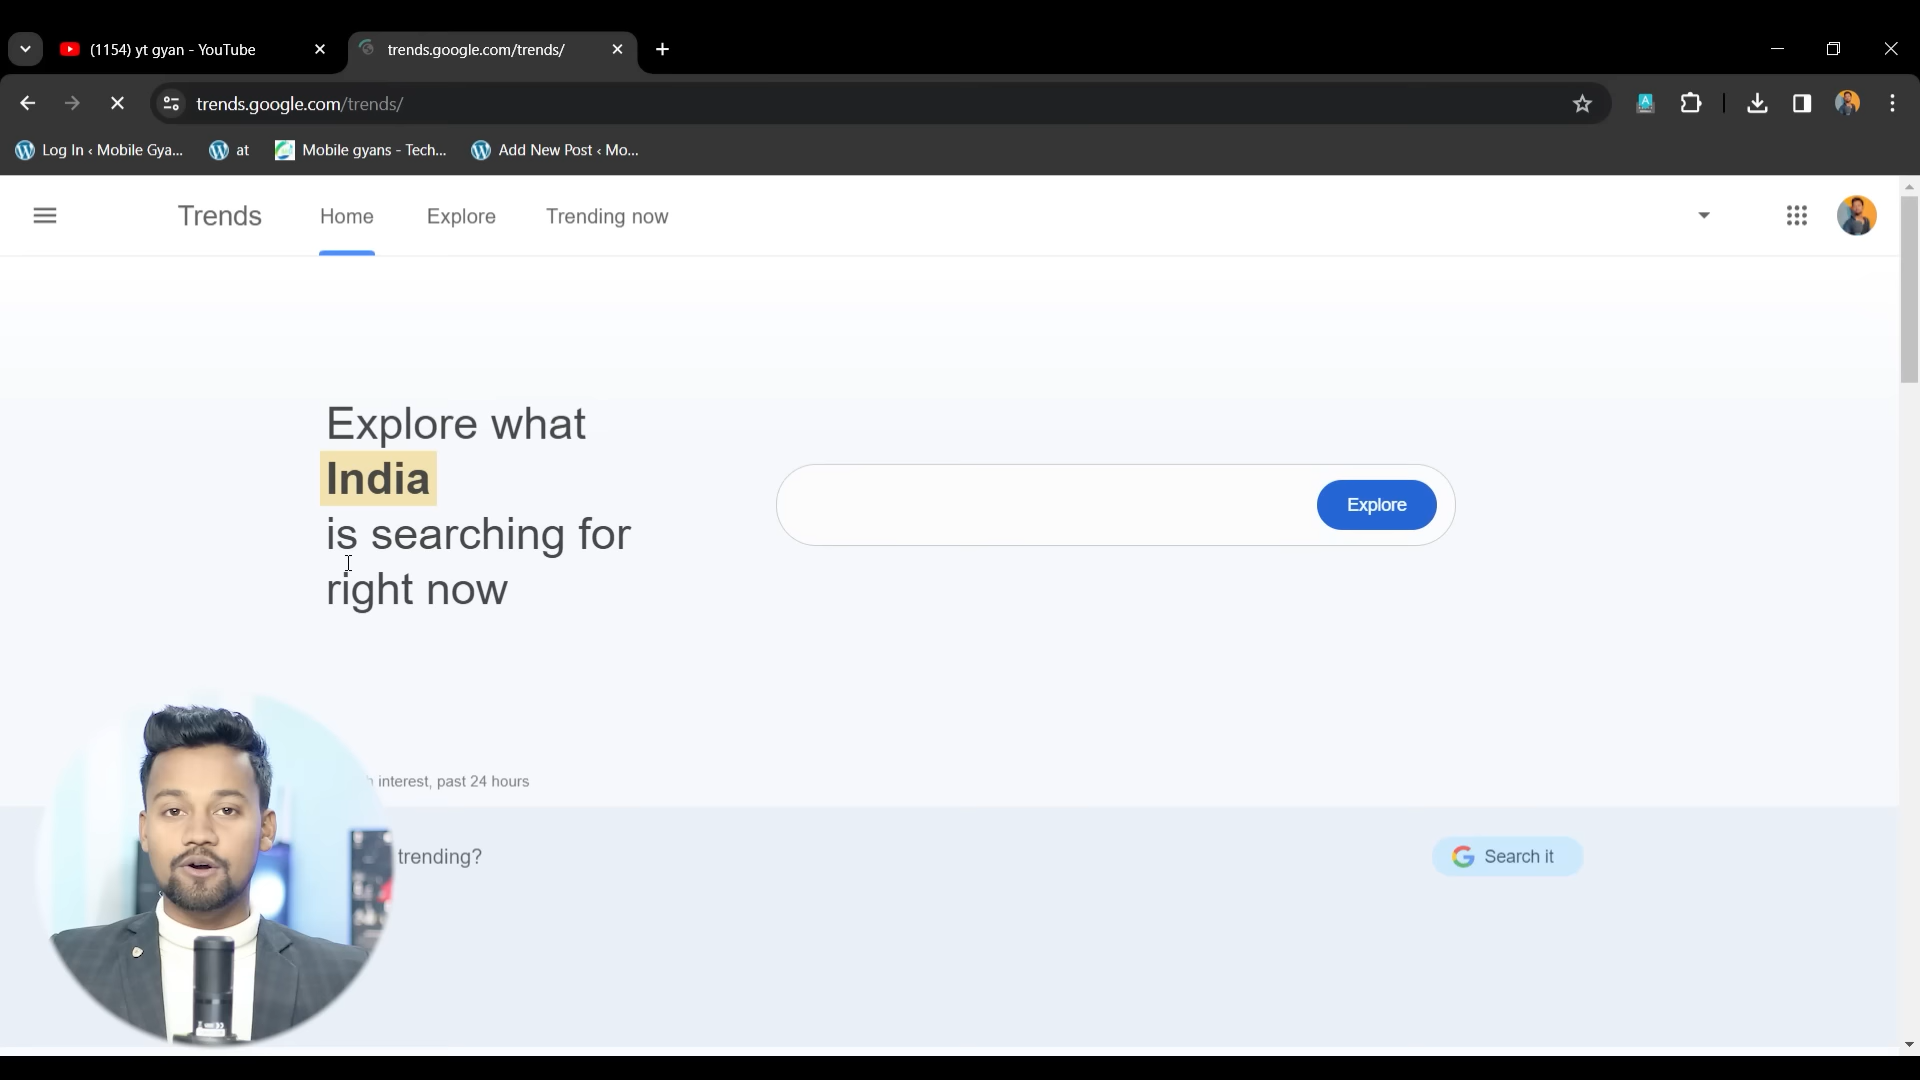 (1154) yt gyan - YouTube
trends.google.com/trends/
trends.google.com/trends/
Log In ‹ Mobile Gya...
at
Mobile gyans - Tech...
Add New Post ‹ Mo...
Trends
Home
Explore
Trending now
Explore what
India
is searching for
right now
Explore
interest, past 24 hours
trending?
Search it